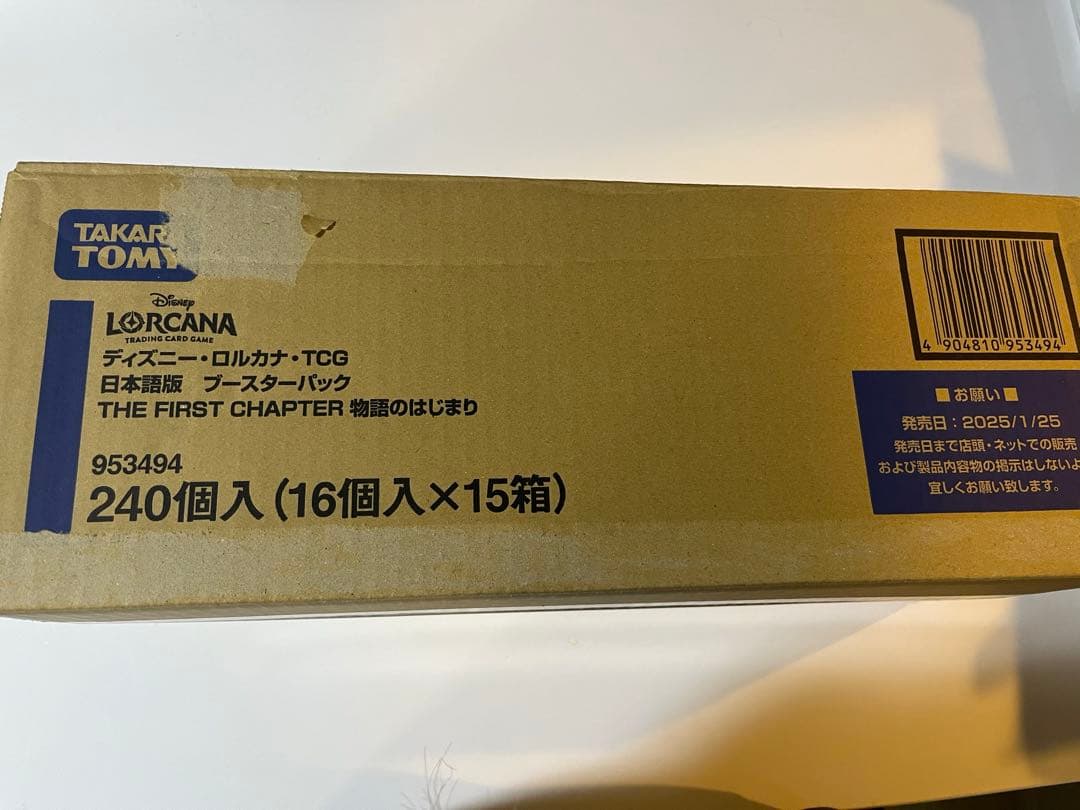 TAKARA
TOMY
Disney
LORCANA
TRADING CARD GAME
ディズニー・ロルカナ・TCG
日本語版 ブースターパック
THE FIRST CHAPTER 物語のはじまり
953494
240個入(16個入×15箱)
4 904810 953494
■お願い■
発売日:2025/1/25
発売日まで店頭・ネットでの販売
および製品内容物の掲示はしないよ
宜しくお願い致します。